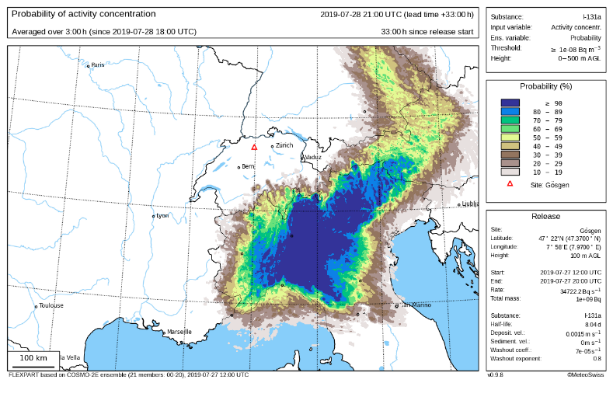 Probability of activity concentration
2019-07-28 21:00 UTC (lead time +33:00 h)
Averaged over 3:00 h (since 2019-07-28 18:00 UTC)
33:00 h since release start
Substance: I-131a
Input variable: Activity concentr.
Ens. variable: Probability
Threshold: ≥ 1e-08 Bq m⁻³
Height: 0−500 m AGL
Probability (%)
≥ 90
80 − 89
70 − 79
60 − 69
50 − 59
40 − 49
30 − 39
20 − 29
10 − 19
Site: Gösgen
Release
Site: Gösgen
Latitude: 47° 22'N (47.3700°N)
Longitude: 7° 58'E (7.9700°E)
Height: 100 m AGL
Start: 2019-07-27 12:00 UTC
End: 2019-07-27 20:00 UTC
Rate: 34722.2 Bq s⁻¹
Total mass: 1e+09 Bq
Substance: I-131a
Half-life: 8.04 d
Deposit. vel.: 0.0015 m s⁻¹
Sediment. vel.: 0 m s⁻¹
Washout coeff.: 7e-05 s⁻¹
Washout exponent: 0.8
Paris
Zurich
Vaduz
Bern
Lyon
Ljublja
Toulouse
San Marino
Marseille
la Vella
100 km
FLEXPART based on COSMO-2E ensemble (21 members: 00-20), 2019-07-27 12:00 UTC
v0.9.8
©MeteoSwiss